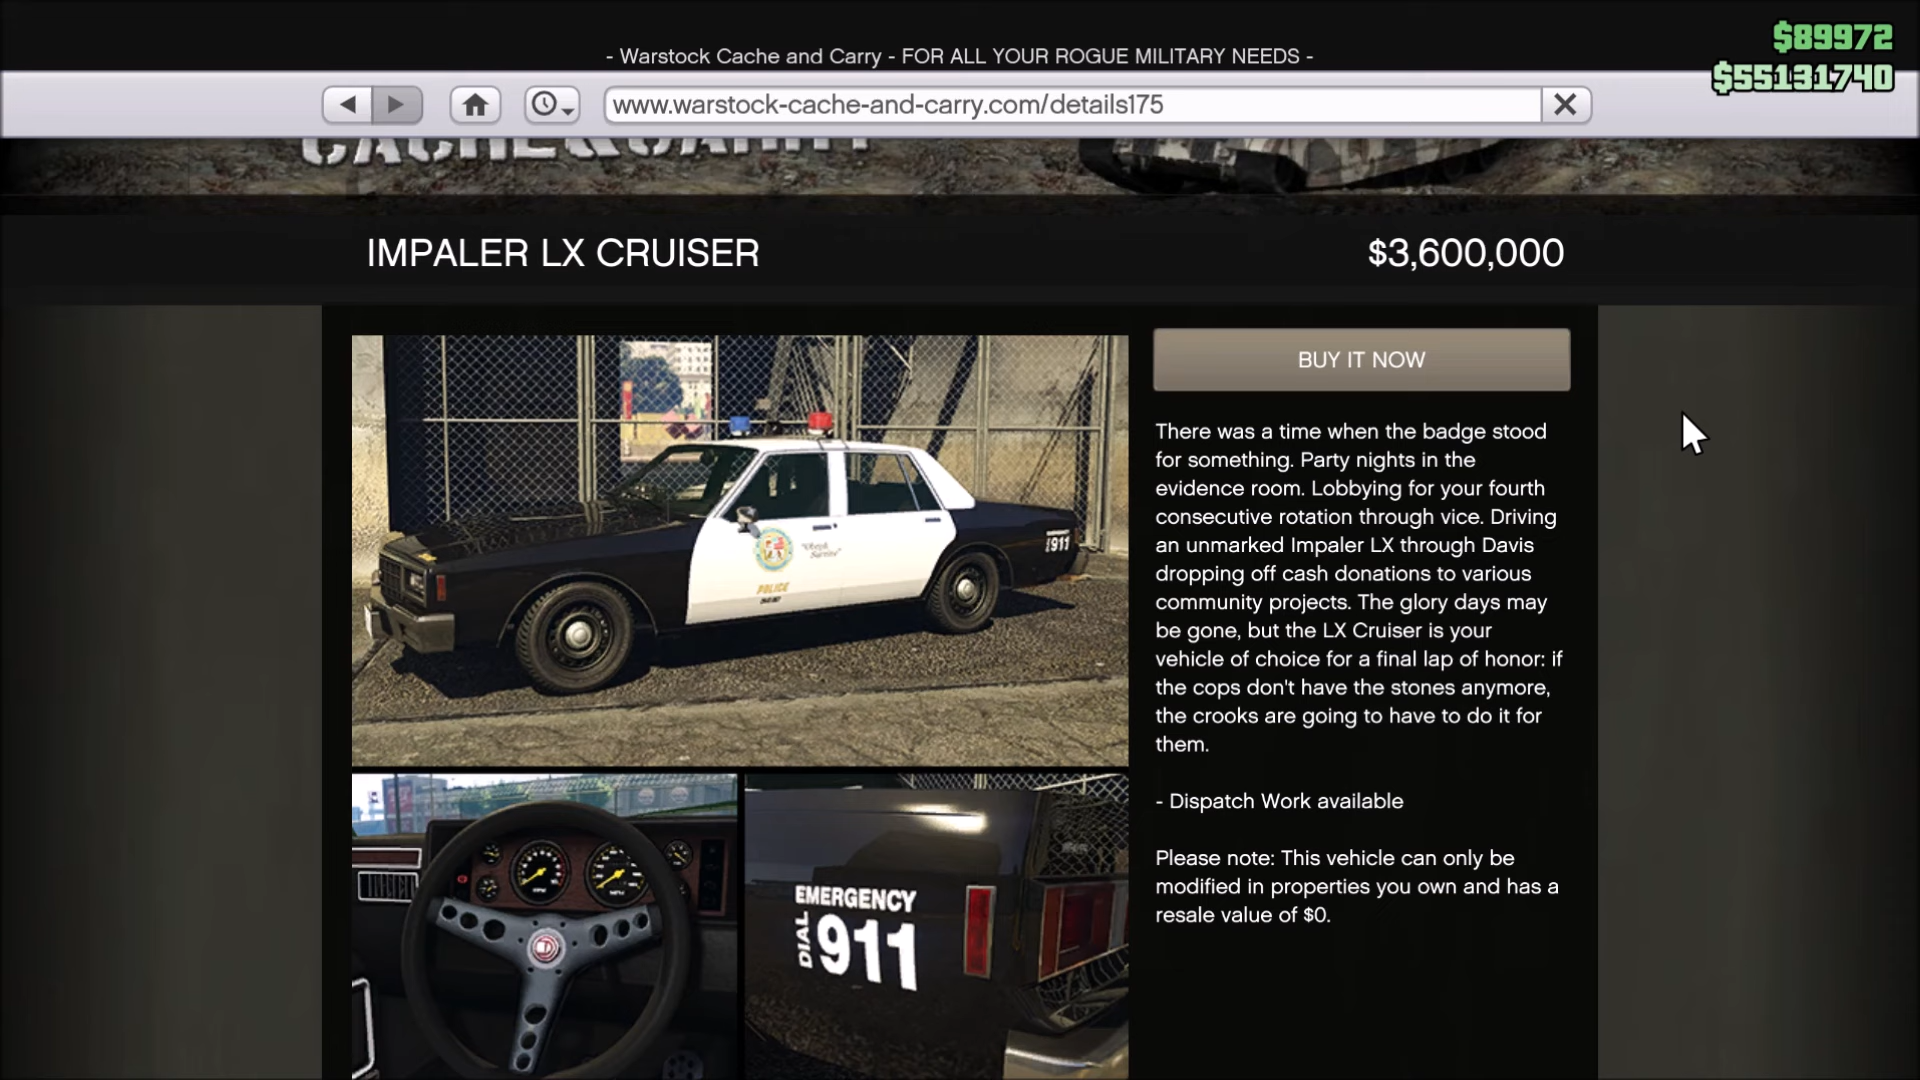 $89972
- Warstock Cache and Carry - FOR ALL YOUR ROGUE MILITARY NEEDS -
$55131740
www.warstock-cache-and-carry.com/details175
CACHE&CARRY
IMPALER LX CRUISER
$3,600,000
BUY IT NOW
There was a time when the badge stood
for something. Party nights in the
evidence room. Lobbying for your fourth
consecutive rotation through vice. Driving
an unmarked Impaler LX through Davis
dropping off cash donations to various
community projects. The glory days may
be gone, but the LX Cruiser is your
vehicle of choice for a final lap of honor: if
the cops don't have the stones anymore,
the crooks are going to have to do it for
them.
- Dispatch Work available
Please note: This vehicle can only be
modified in properties you own and has a
resale value of $0.
POLICE
911
EMERGENCY
DIAL
911